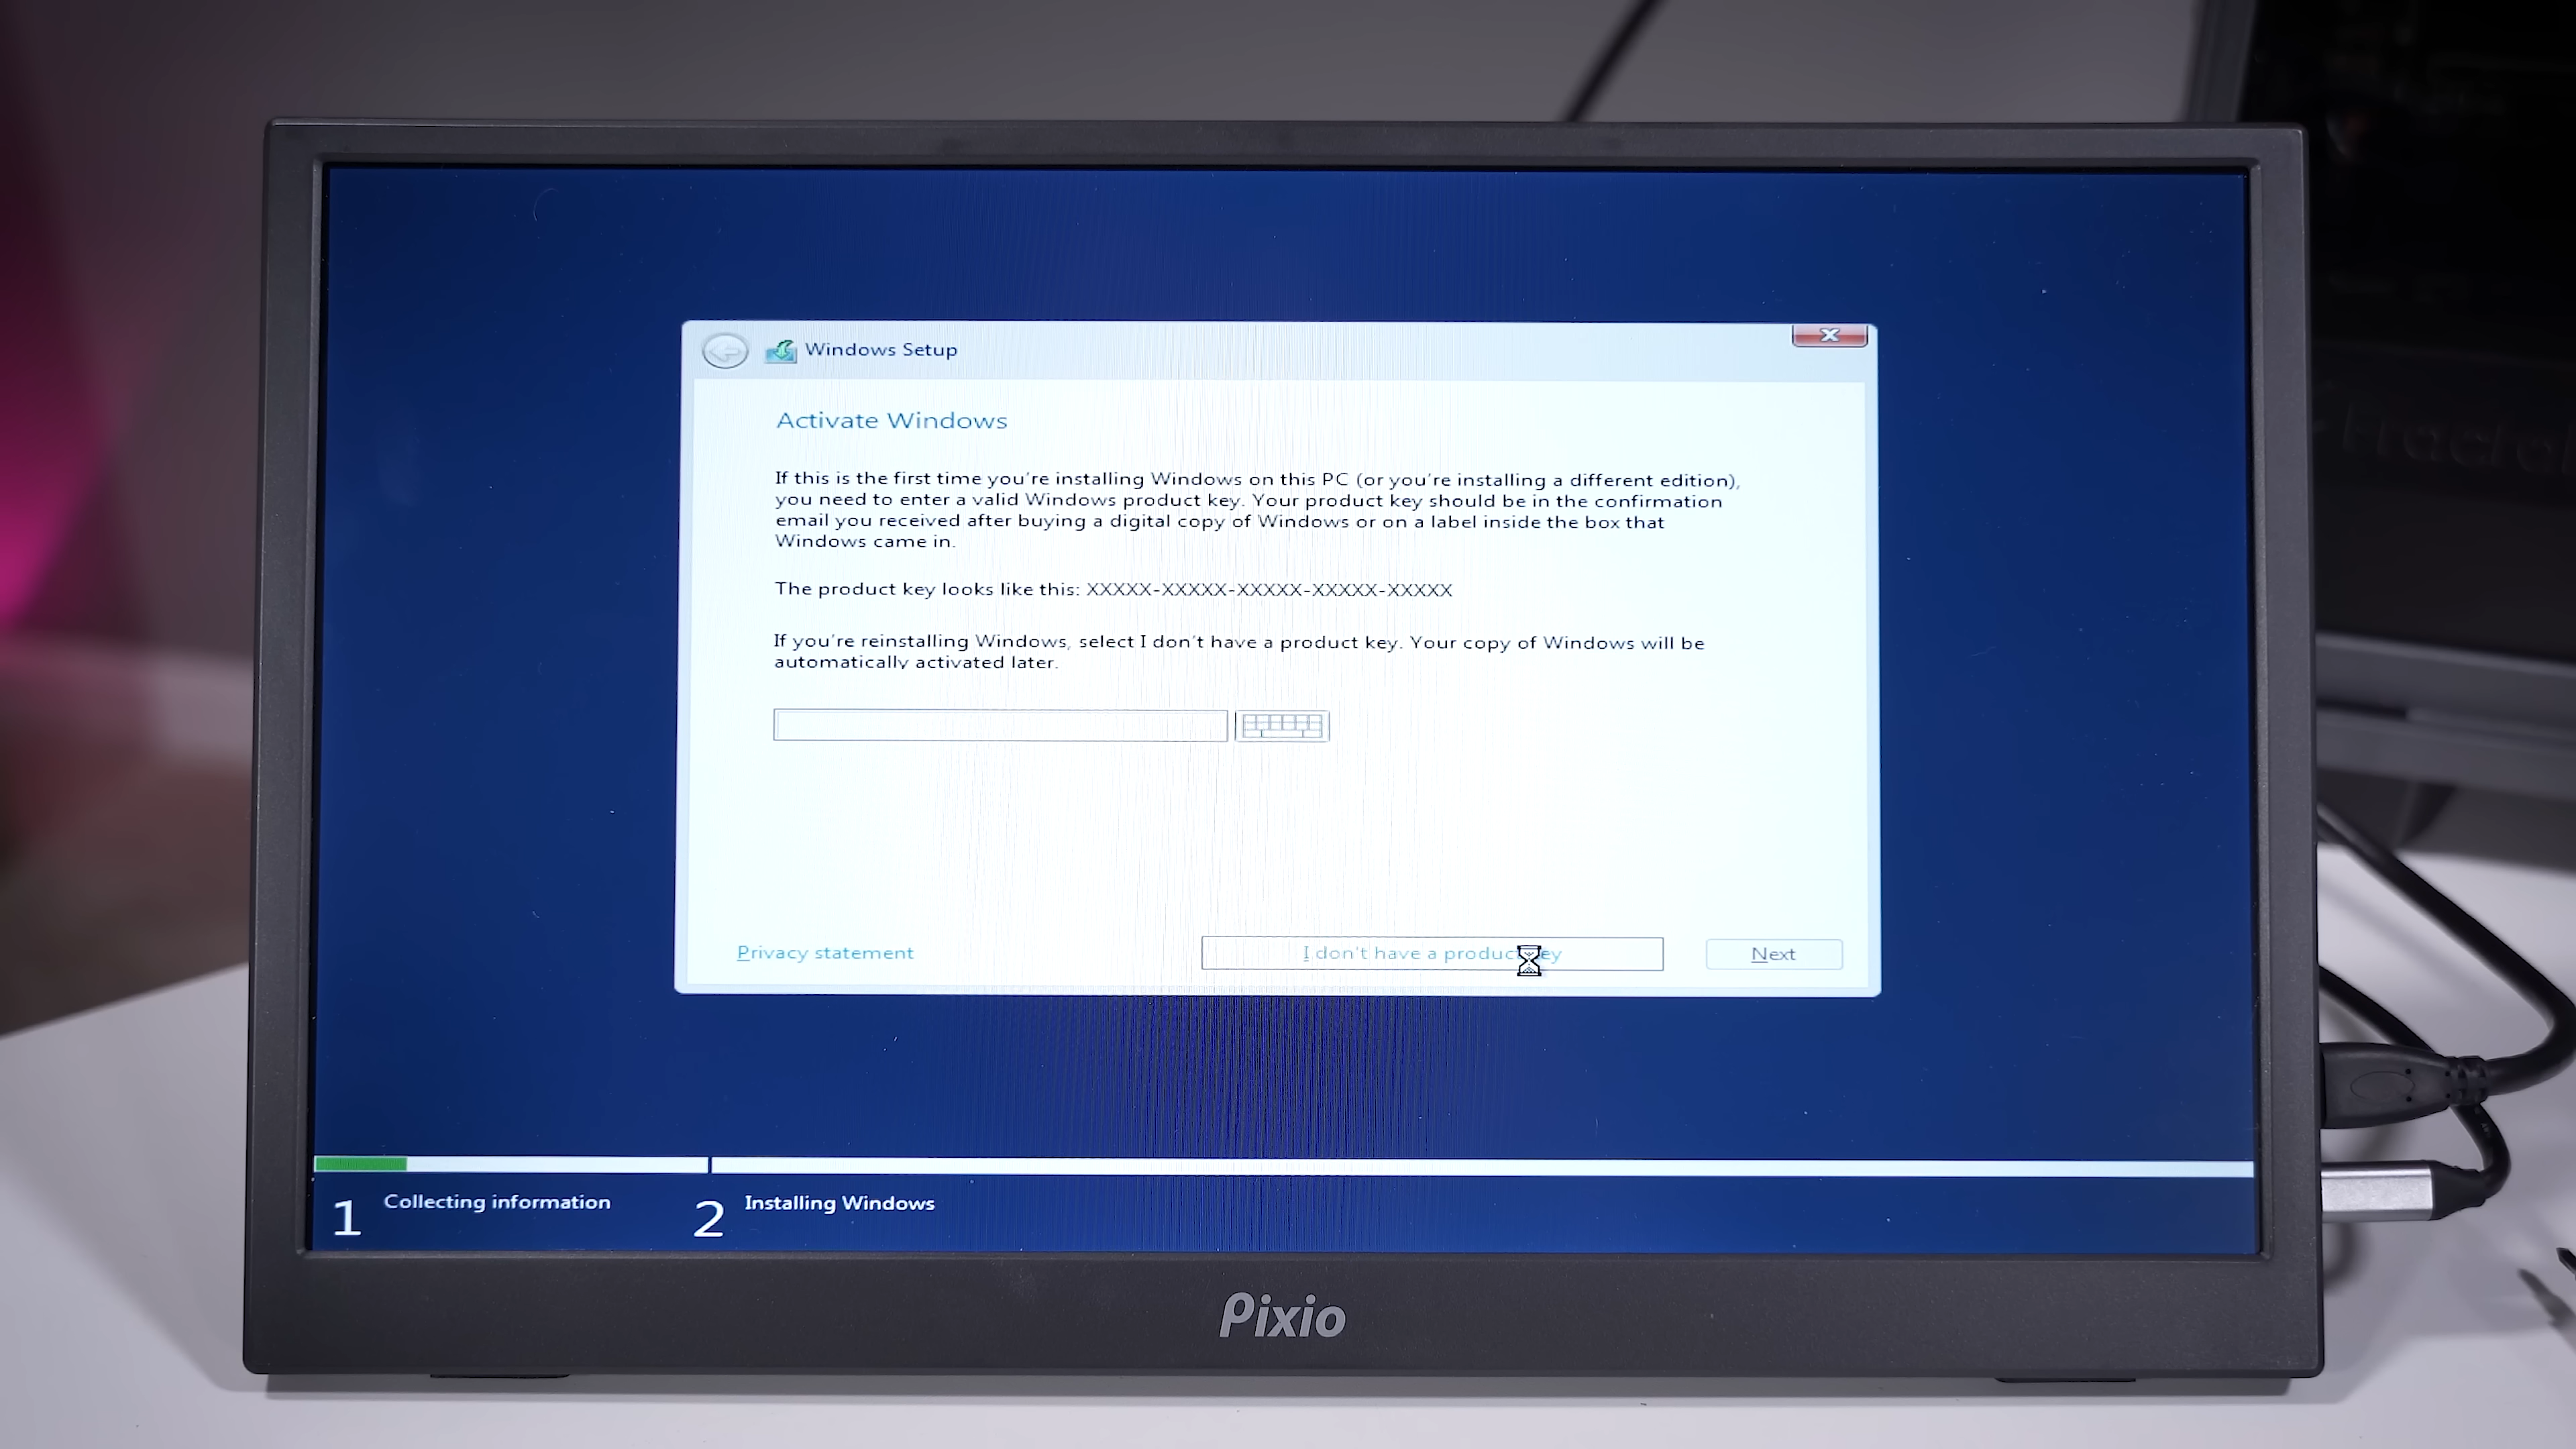 Windows Setup
Activate Windows
If this is the first time you're installing Windows on this PC (or you're installing a different edition),
you need to enter a valid Windows product key. Your product key should be in the confirmation
email you received after buying a digital copy of Windows or on a label inside the box that
Windows came in.
The product key looks like this: XXXXX-XXXXX-XXXXX-XXXXX-XXXXX
If you're reinstalling Windows, select I don't have a product key. Your copy of Windows will be
automatically activated later.
Privacy statement
I don't have a product key
Next
1 Collecting information
2 Installing Windows
Pixio
Fractal